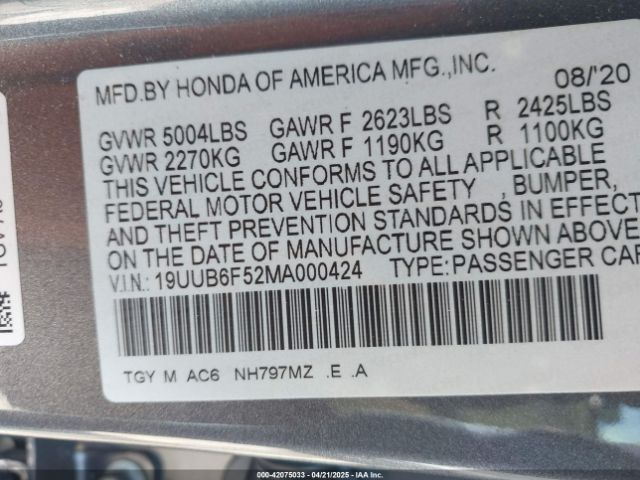 MFD.BY HONDA OF AMERICA MFG.,INC. 08/'20
GVWR 5004LBS GAWR F 2623LBS R 2425LBS
GVWR 2270KG GAWR F 1190KG R 1100KG
THIS VEHICLE CONFORMS TO ALL APPLICABLE
FEDERAL MOTOR VEHICLE SAFETY , BUMPER,
AND THEFT PREVENTION STANDARDS IN EFFECT
ON THE DATE OF MANUFACTURE SHOWN ABOVE
V.I.N.: 19UUB6F52MA000424 TYPE:PASSENGER CAR
TGY M AC6 NH797MZ .E .A
000-42075033 - 04/21/2025 - IAAI.COM